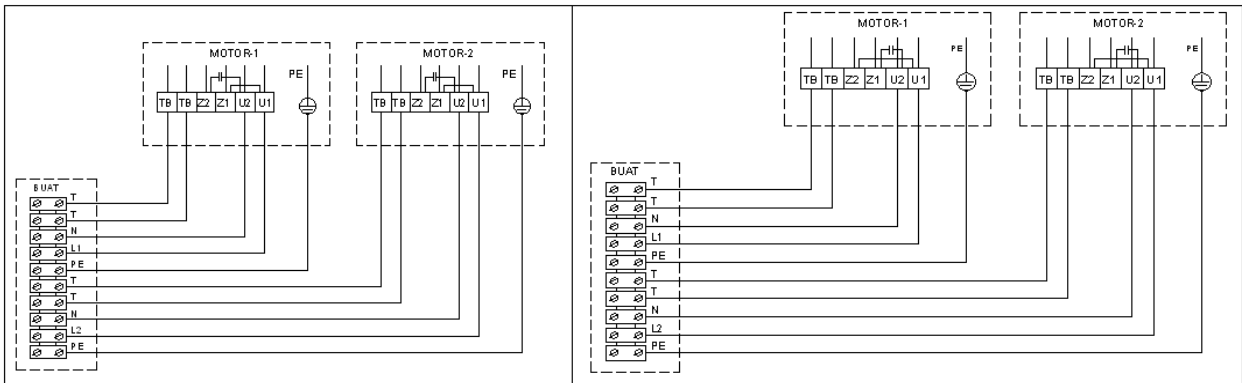 MOTOR-1 MOTOR-2
PE PE
TB TB Z2 Z1 U2 U1 TB TB Z2 Z1 U2 U1
BUAT
T
T
N
L1
PE
T
T
N
L2
PE
MOTOR-1 MOTOR-2
PE PE
TB TB Z2 Z1 U2 U1 TB TB Z2 Z1 U2 U1
BUAT
T
T
N
L1
PE
T
T
N
L2
PE